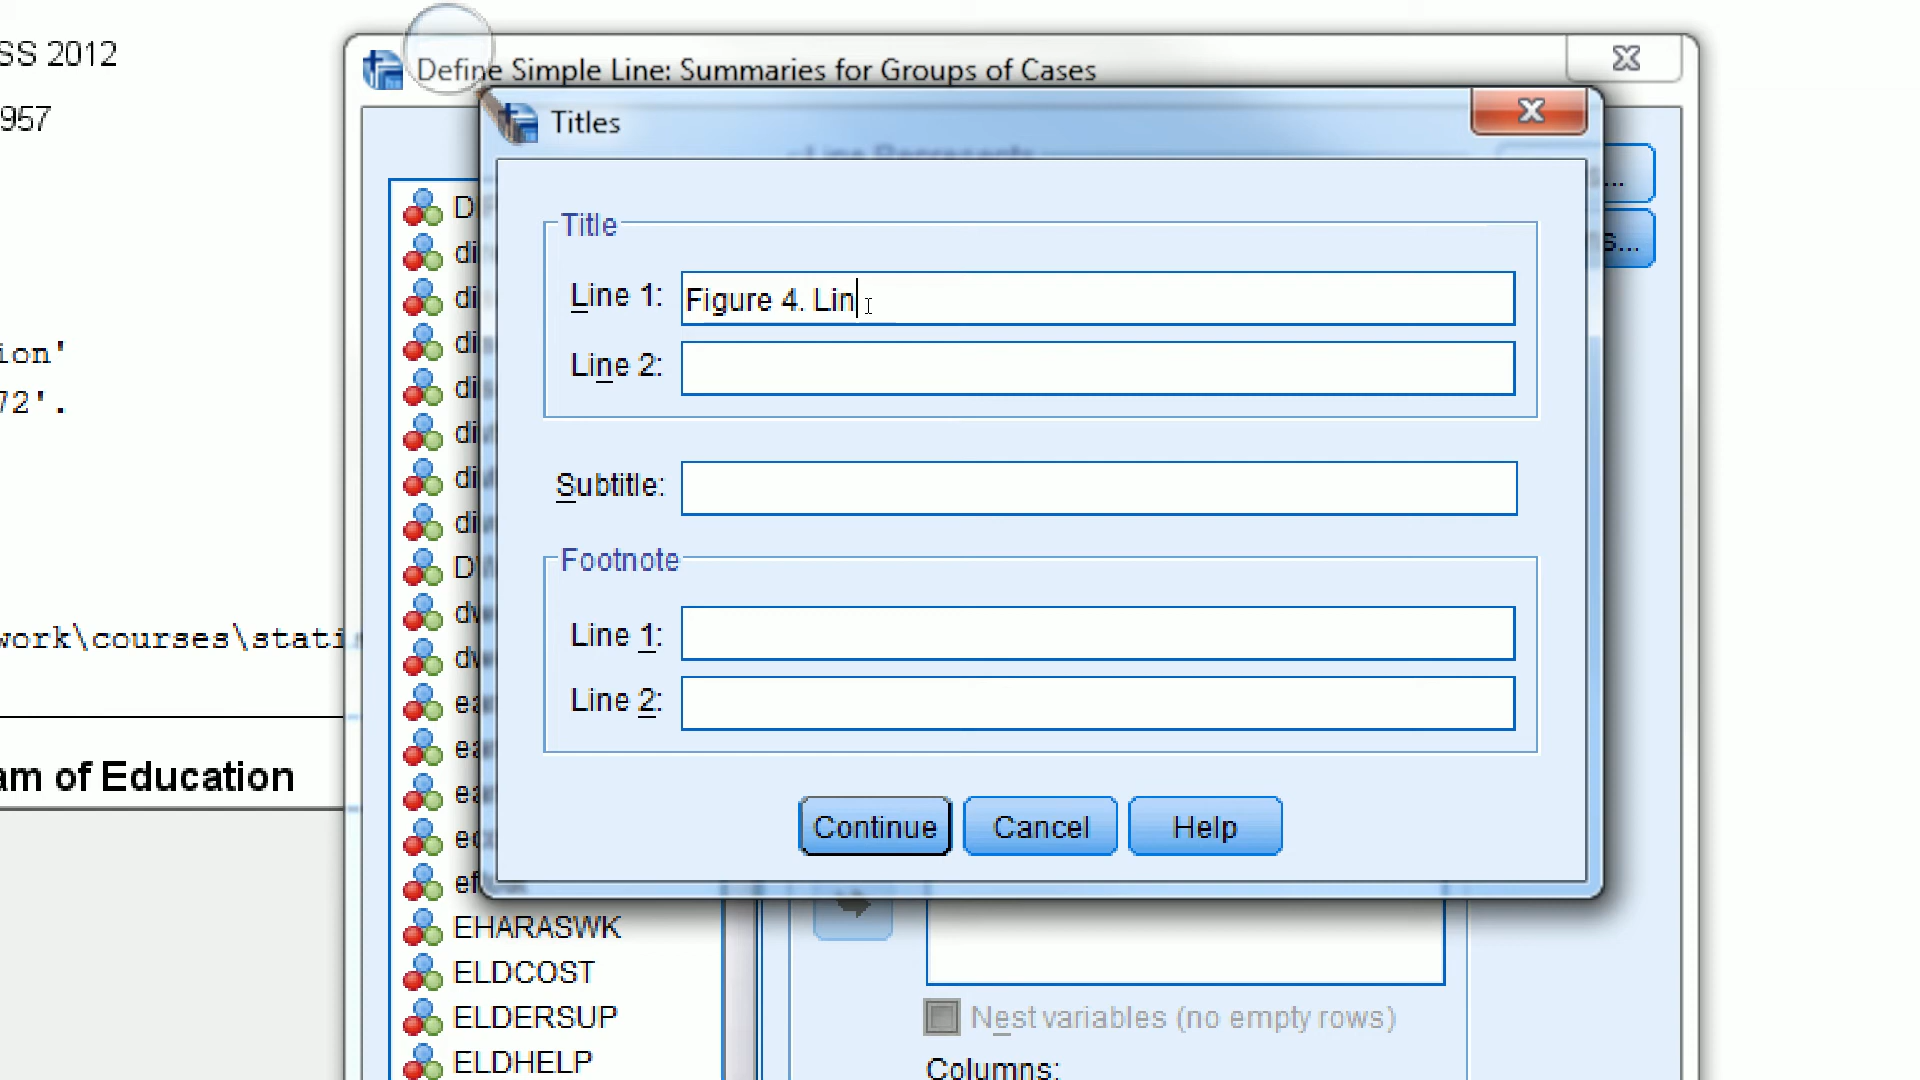 SS 2012
957
ion'
72'.
work\courses\stati
am of Education
Define Simple Line: Summaries for Groups of Cases
Titles
Title
Line 1: Figure 4. Lin
Line 2:
Subtitle:
Footnote
Line 1:
Line 2:
Continue Cancel Help
EHARASWK
ELDCOST
ELDERSUP
ELDHELP
Nest variables (no empty rows)
Columns: